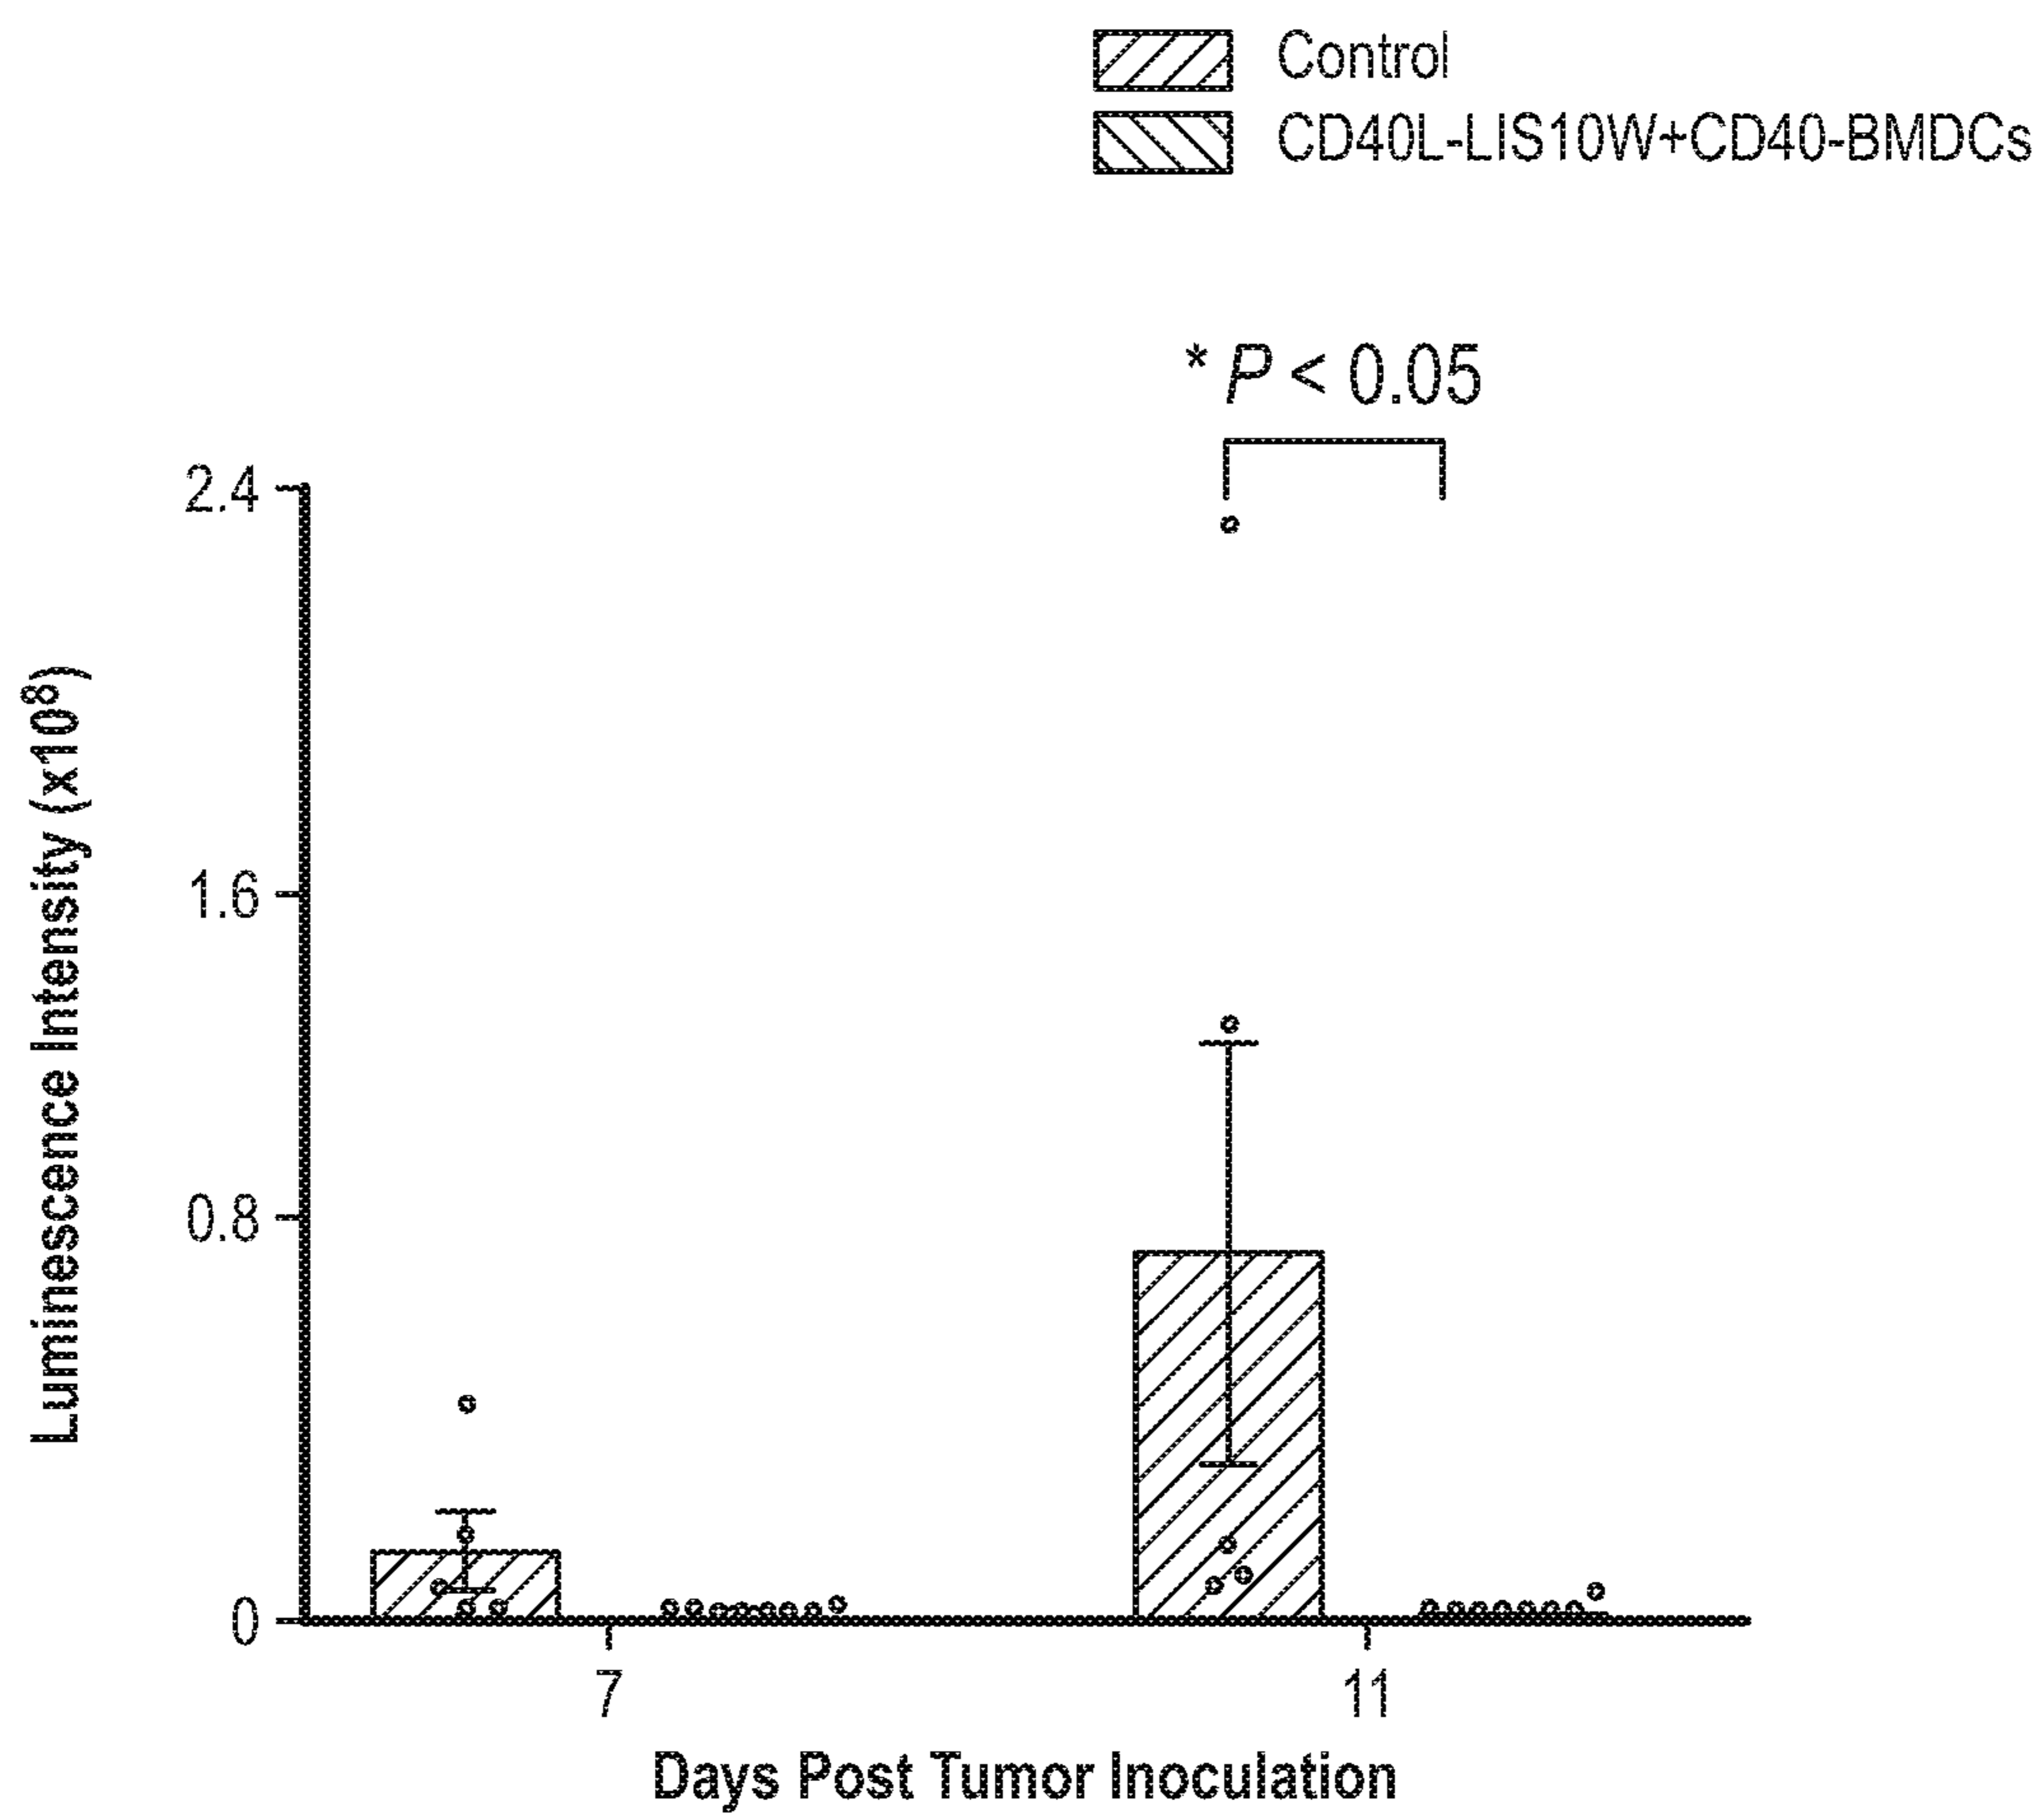 Control
CD40L-LIS10W+CD40-BMDCs
* P < 0.05
2.4
1.6
0.8
0
Luminescence Intensity (x10⁸)
7
11
Days Post Tumor Inoculation